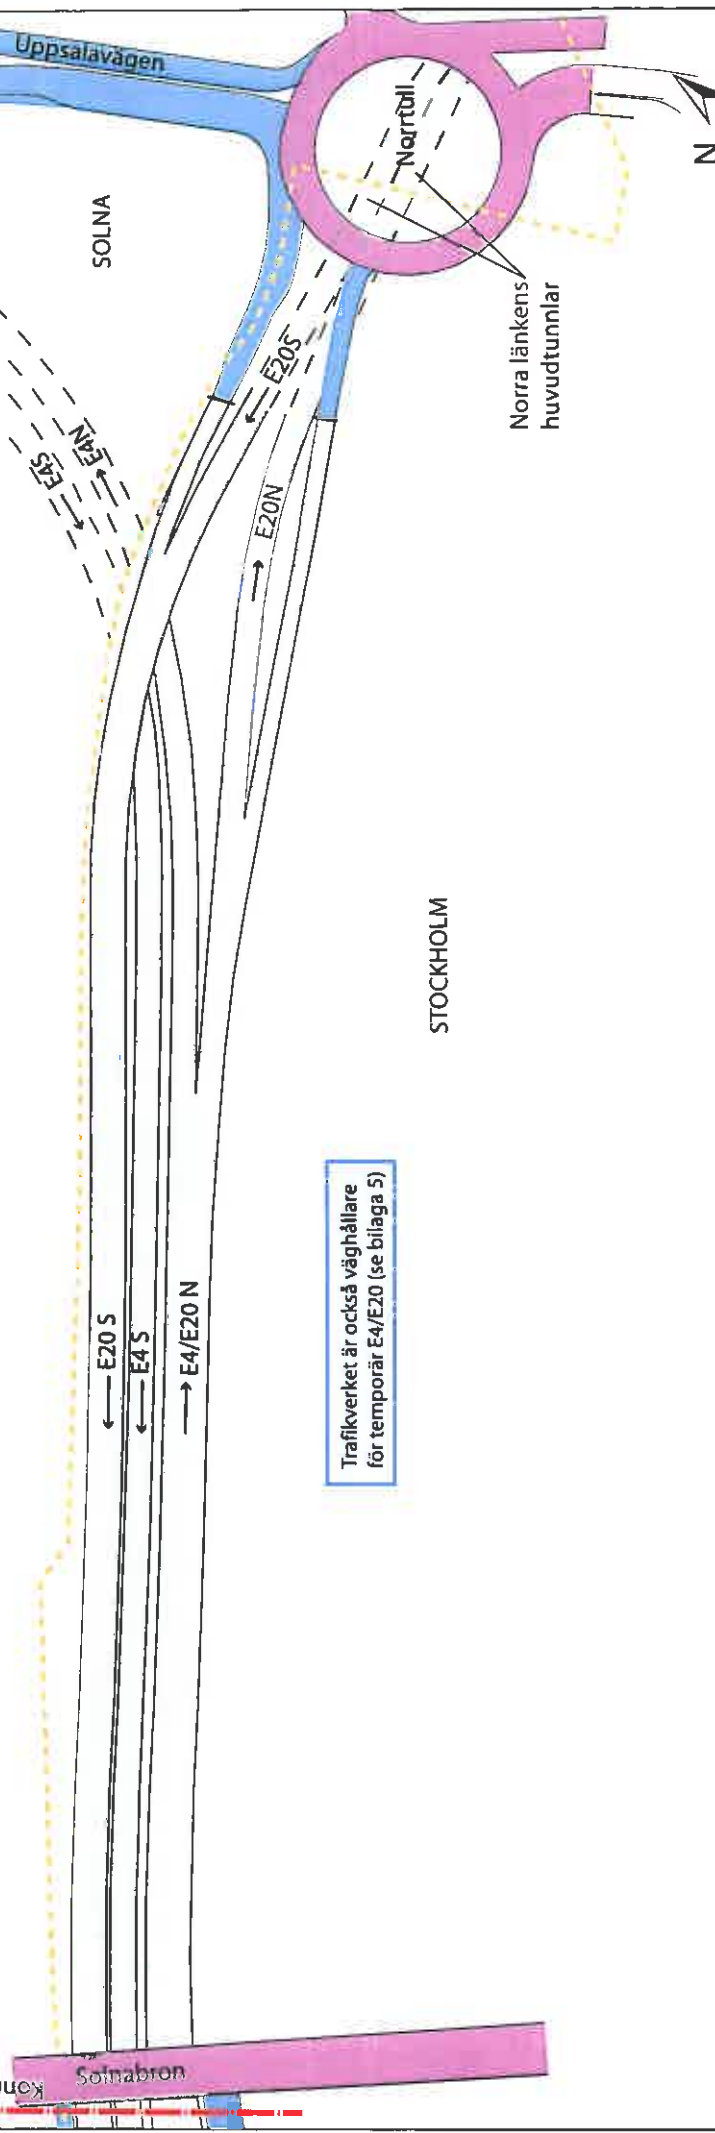 Uppsalavägen
Norrtull
N
SOLNA
Norra länkens
huvudtunnlar
E20S
E4N
E4S
E20N
STOCKHOLM
Trafikverket är också väghållare
för temporär E4/E20 (se bilaga 5)
E20 S
E4 S
E4/E20 N
Solnabron